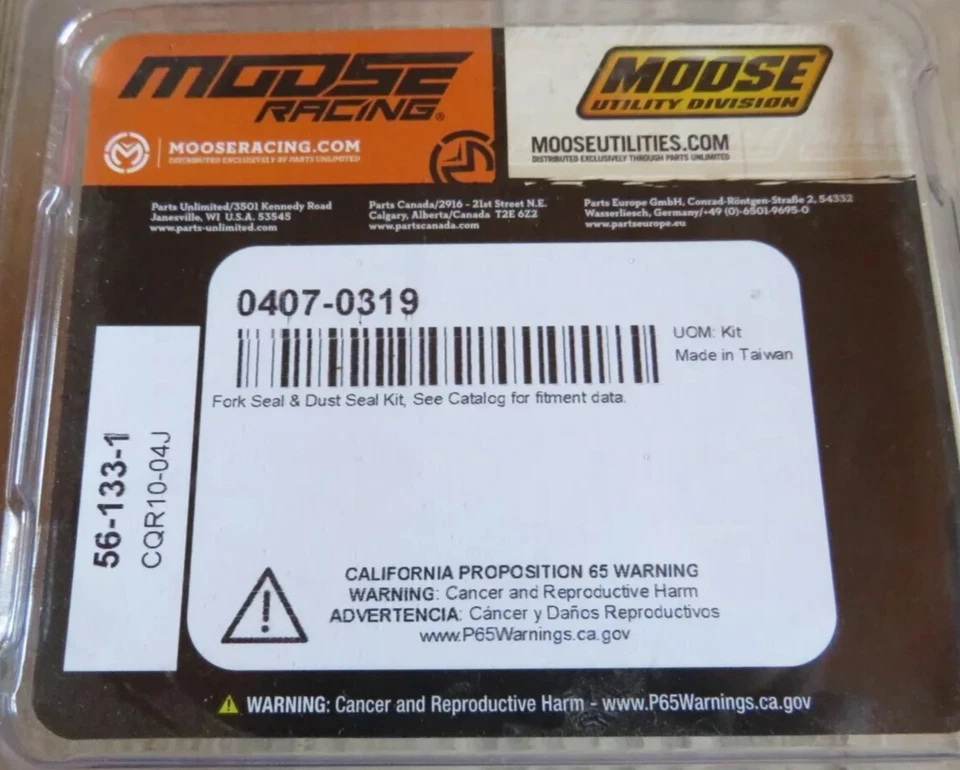 MOOSE
RACING®
MOOSERACING.COM
DISTRIBUTED EXCLUSIVELY BY PARTS UNLIMITED
MOOSE
UTILITY DIVISION
MOOSEUTILITIES.COM
DISTRIBUTED EXCLUSIVELY THROUGH PARTS UNLIMITED
Parts Unlimited/3501 Kennedy Road
Janesville, WI U.S.A. 53545
www.parts-unlimited.com
Parts Canada/2916 - 21st Street N.E.
Calgary, Alberta/Canada T2E 6Z2
www.partscanada.com
Parts Europe GmbH, Conrad-Röntgen-Straße 2, 54332
Wasserliesch, Germany/+49 (0)-6501-9695-0
www.partseurope.eu
0407-0319
UOM: Kit
Made in Taiwan
Fork Seal & Dust Seal Kit, See Catalog for fitment data.
56-133-1
CQR10-04J
CALIFORNIA PROPOSITION 65 WARNING
WARNING: Cancer and Reproductive Harm
ADVERTENCIA: Cáncer y Daños Reproductivos
www.P65Warnings.ca.gov
WARNING: Cancer and Reproductive Harm - www.P65Warnings.ca.gov